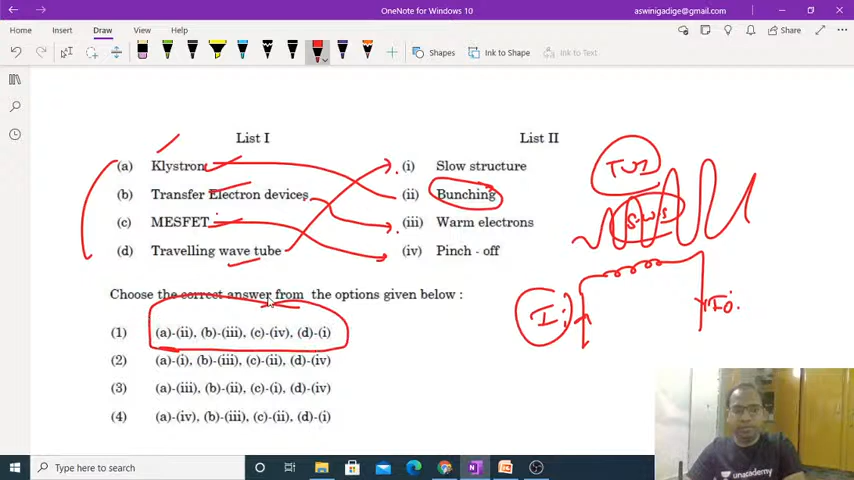 OneNote for Windows 10
aswinigadige@gmail.com
Home Insert Draw View Help
Share
Shapes Ink to Shape Ink to Text
List I List II
(a) Klystron (i) Slow structure
(b) Transfer Electron devices (ii) Bunching
(c) MESFET (iii) Warm electrons
(d) Travelling wave tube (iv) Pinch - off
TWT
S.W.S
Ii
Io
Choose the correct answer from the options given below :
(1) (a)-(ii), (b)-(iii), (c)-(iv), (d)-(i)
(2) (a)-(i), (b)-(iii), (c)-(ii), (d)-(iv)
(3) (a)-(iii), (b)-(ii), (c)-(i), (d)-(iv)
(4) (a)-(iv), (b)-(iii), (c)-(ii), (d)-(i)
unacademy
Type here to search